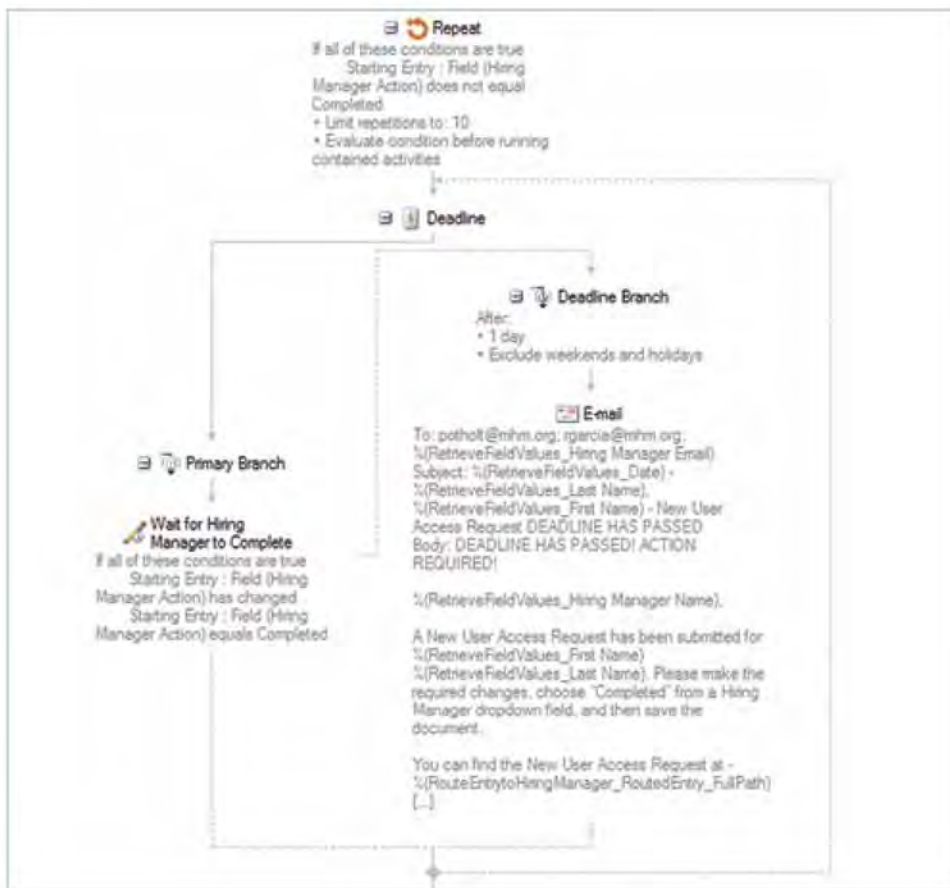 Repeat
If all of these conditions are true
Starting Entry : Field (Hiring
Manager Action) does not equal
Completed
• Limit repetitions to: 10
• Evaluate condition before running
contained activities
Deadline
Deadline Branch
After:
• 1 day
• Exclude weekends and holidays
E-mail
To: potholt@mhm.org; rgarcia@mhm.org;
%(RetrieveFieldValues_Hiring Manager Email)
Subject: %(RetrieveFieldValues_Date) -
%(RetrieveFieldValues_Last Name),
%(RetrieveFieldValues_First Name) - New User
Access Request DEADLINE HAS PASSED
Body: DEADLINE HAS PASSED! ACTION
REQUIRED!
%(RetrieveFieldValues_Hiring Manager Name),
A New User Access Request has been submitted for
%(RetrieveFieldValues_First Name)
%(RetrieveFieldValues_Last Name). Please make the
required changes, choose "Completed" from a Hiring
Manager dropdown field, and then save the
document.
You can find the New User Access Request at -
%(RouteEntrytoHiringManager_RoutedEntry_FullPath)
[...]
Primary Branch
Wait for Hiring
Manager to Complete
If all of these conditions are true
Starting Entry : Field (Hiring
Manager Action) has changed
Starting Entry : Field (Hiring
Manager Action) equals Completed